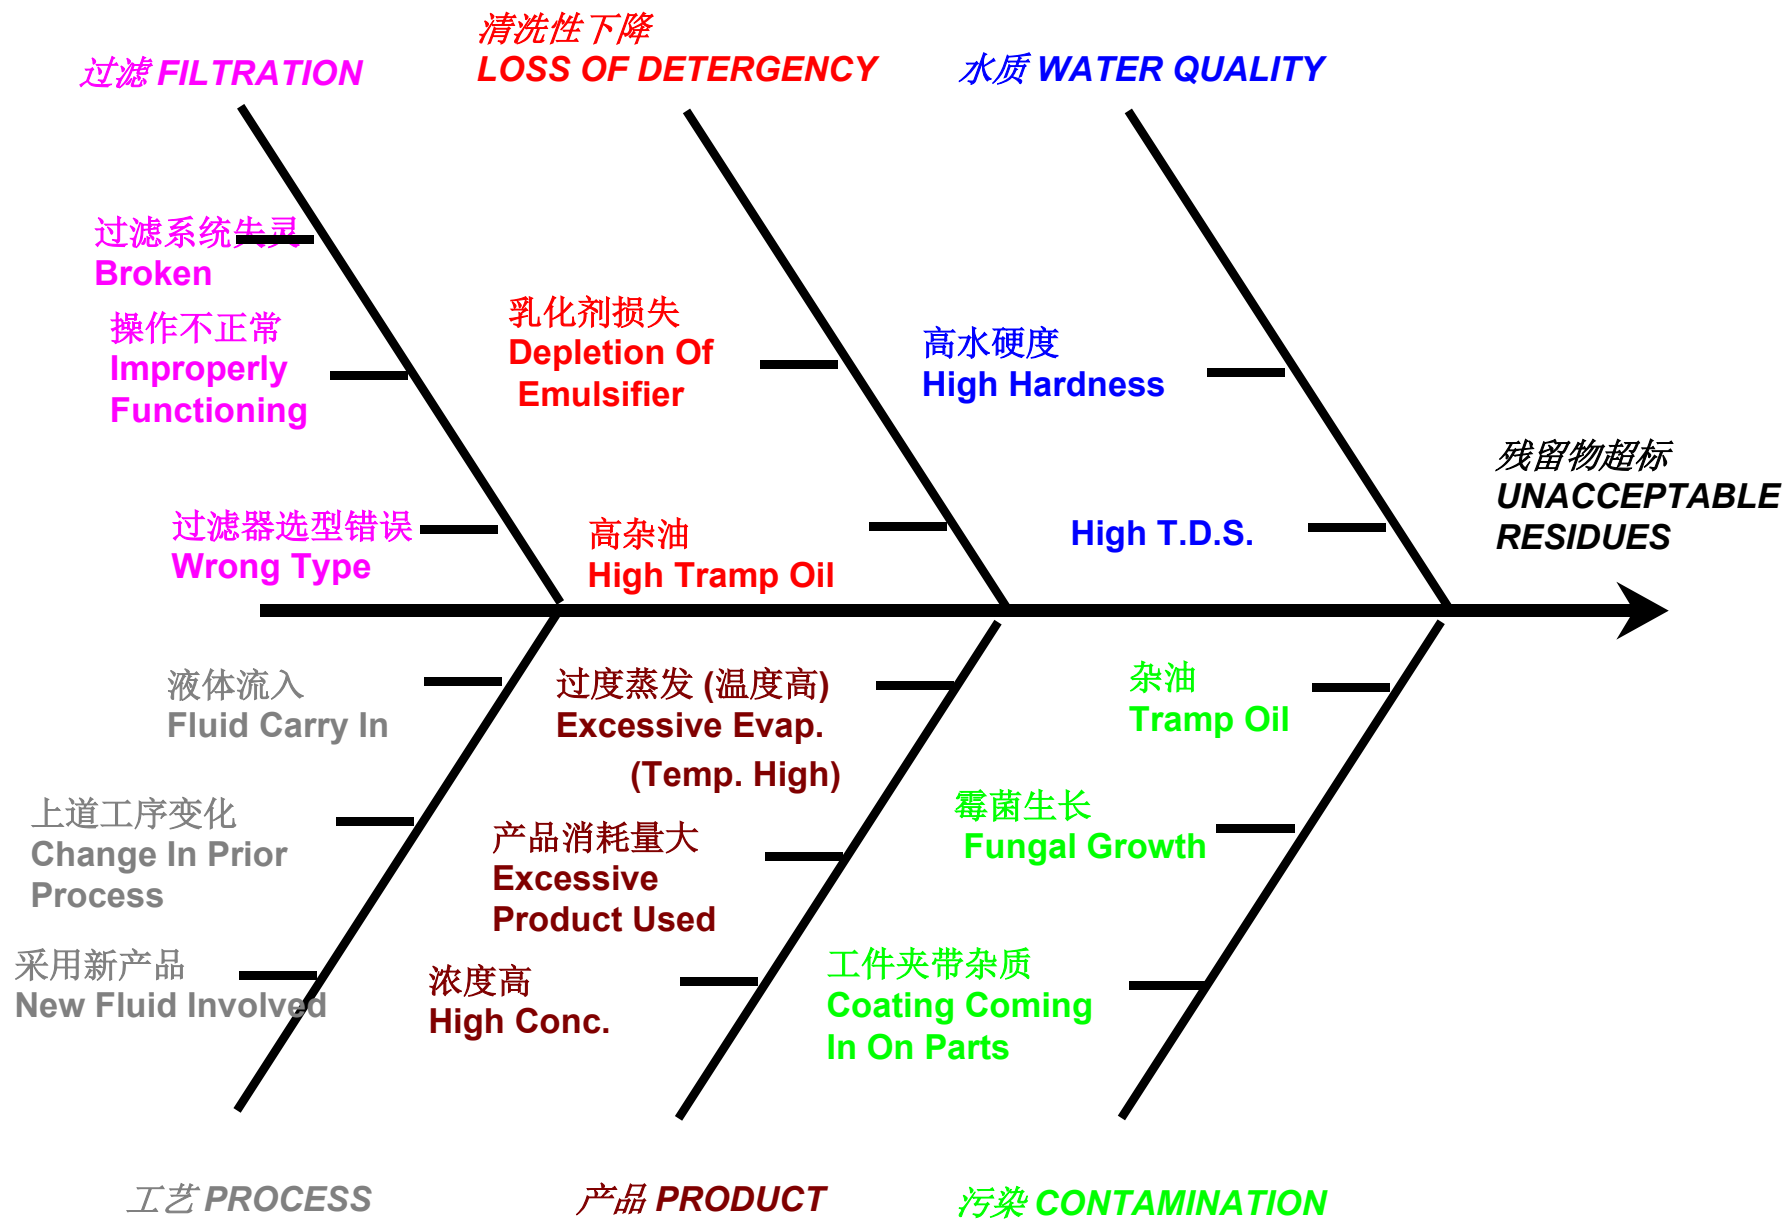 过滤 FILTRATION
清洗性下降
LOSS OF DETERGENCY
水质 WATER QUALITY
过滤系统失灵
Broken
操作不正常
Improperly
Functioning
过滤器选型错误
Wrong Type
乳化剂损失
Depletion Of
Emulsifier
高杂油
High Tramp Oil
高水硬度
High Hardness
High T.D.S.
残留物超标
UNACCEPTABLE
RESIDUES
液体流入
Fluid Carry In
上道工序变化
Change In Prior
Process
采用新产品
New Fluid Involved
过度蒸发 (温度高)
Excessive Evap.
(Temp. High)
产品消耗量大
Excessive
Product Used
浓度高
High Conc.
杂油
Tramp Oil
霉菌生长
Fungal Growth
工件夹带杂质
Coating Coming
In On Parts
工艺 PROCESS
产品 PRODUCT
污染 CONTAMINATION